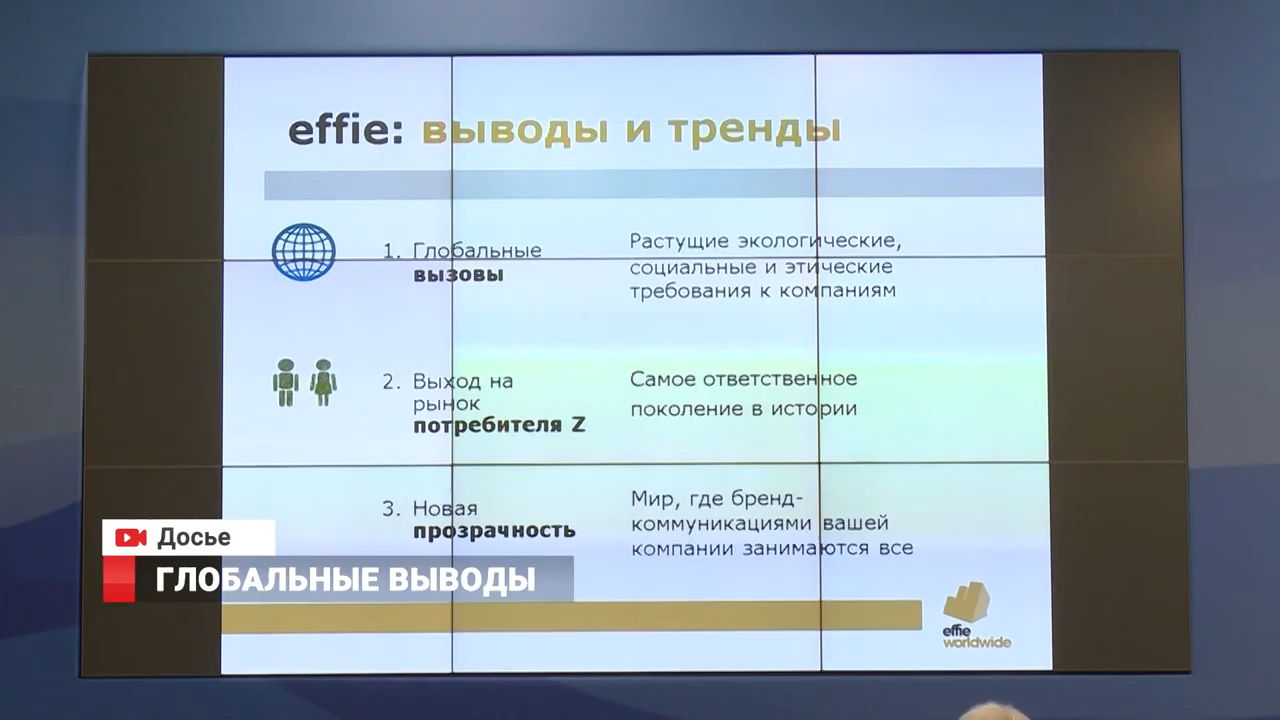 effie: выводы и тренды
1. Глобальные
вызовы
Растущие экологические,
социальные и этические
требования к компаниям
2. Выход на
рынок
потребителя Z
Самое ответственное
поколение в истории
3. Новая
прозрачность
Мир, где бренд-
коммуникациями вашей
компании занимаются все
Досье
ГЛОБАЛЬНЫЕ ВЫВОДЫ
effie
worldwide